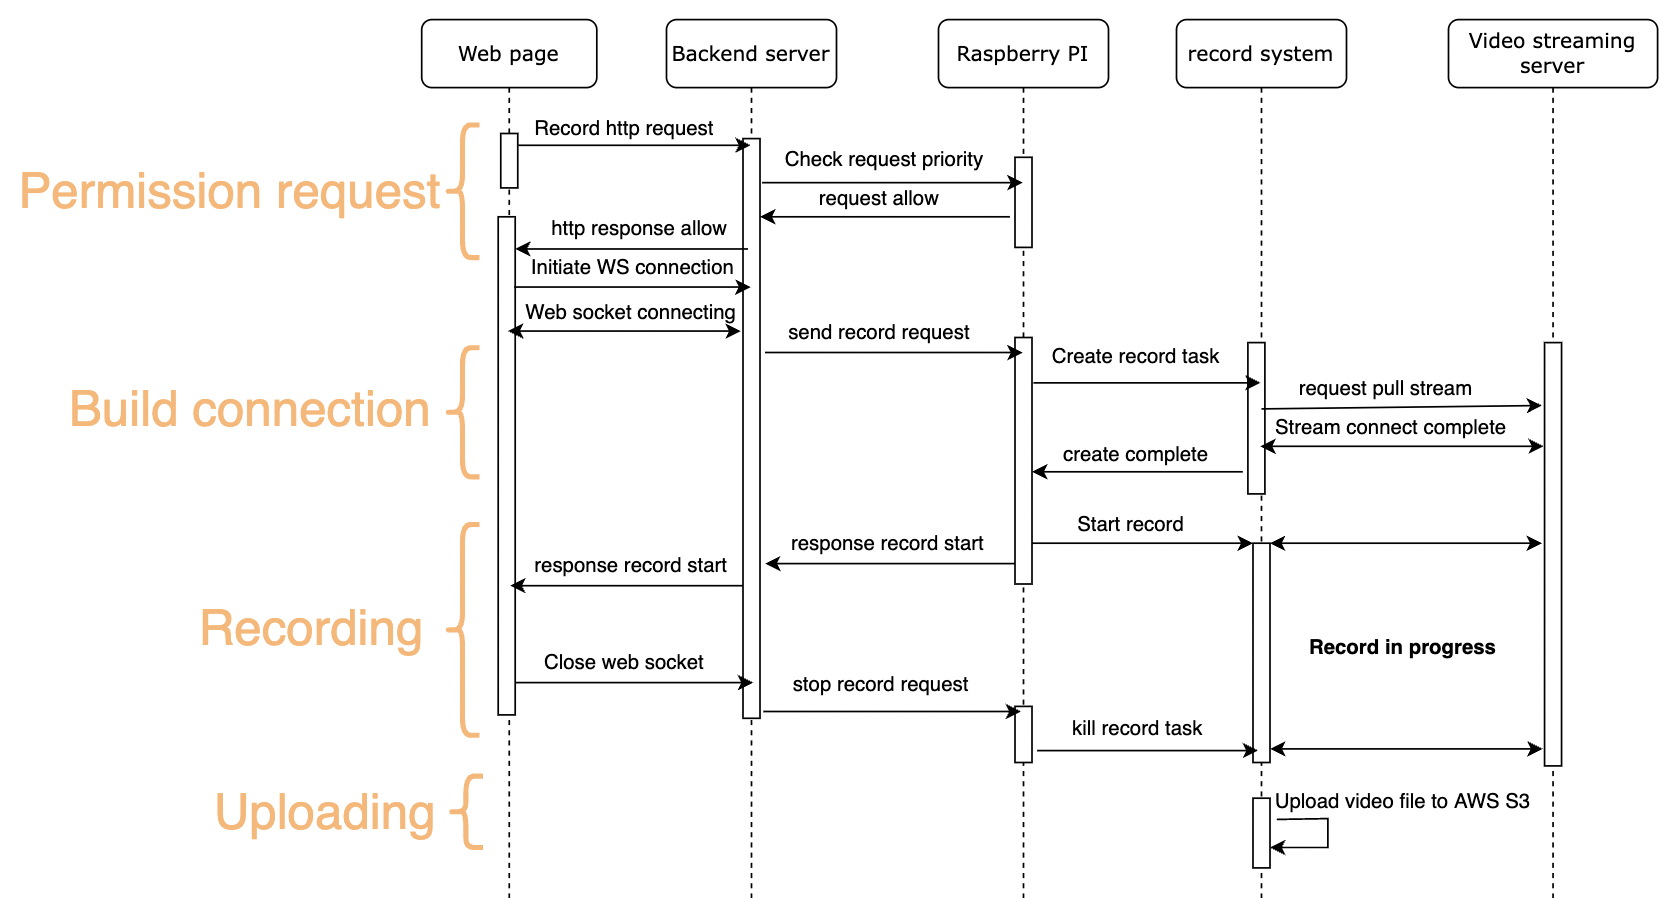 Web page
Backend server
Raspberry PI
record system
Video streaming
server
Record http request
Check request priority
Permission request
request allow
http response allow
Initiate WS connection
Web socket connecting
send record request
Create record task
request pull stream
Build connection
Stream connect complete
create complete
Start record
response record start
response record start
Recording
Record in progress
Close web socket
stop record request
kill record task
Uploading
Upload video file to AWS S3